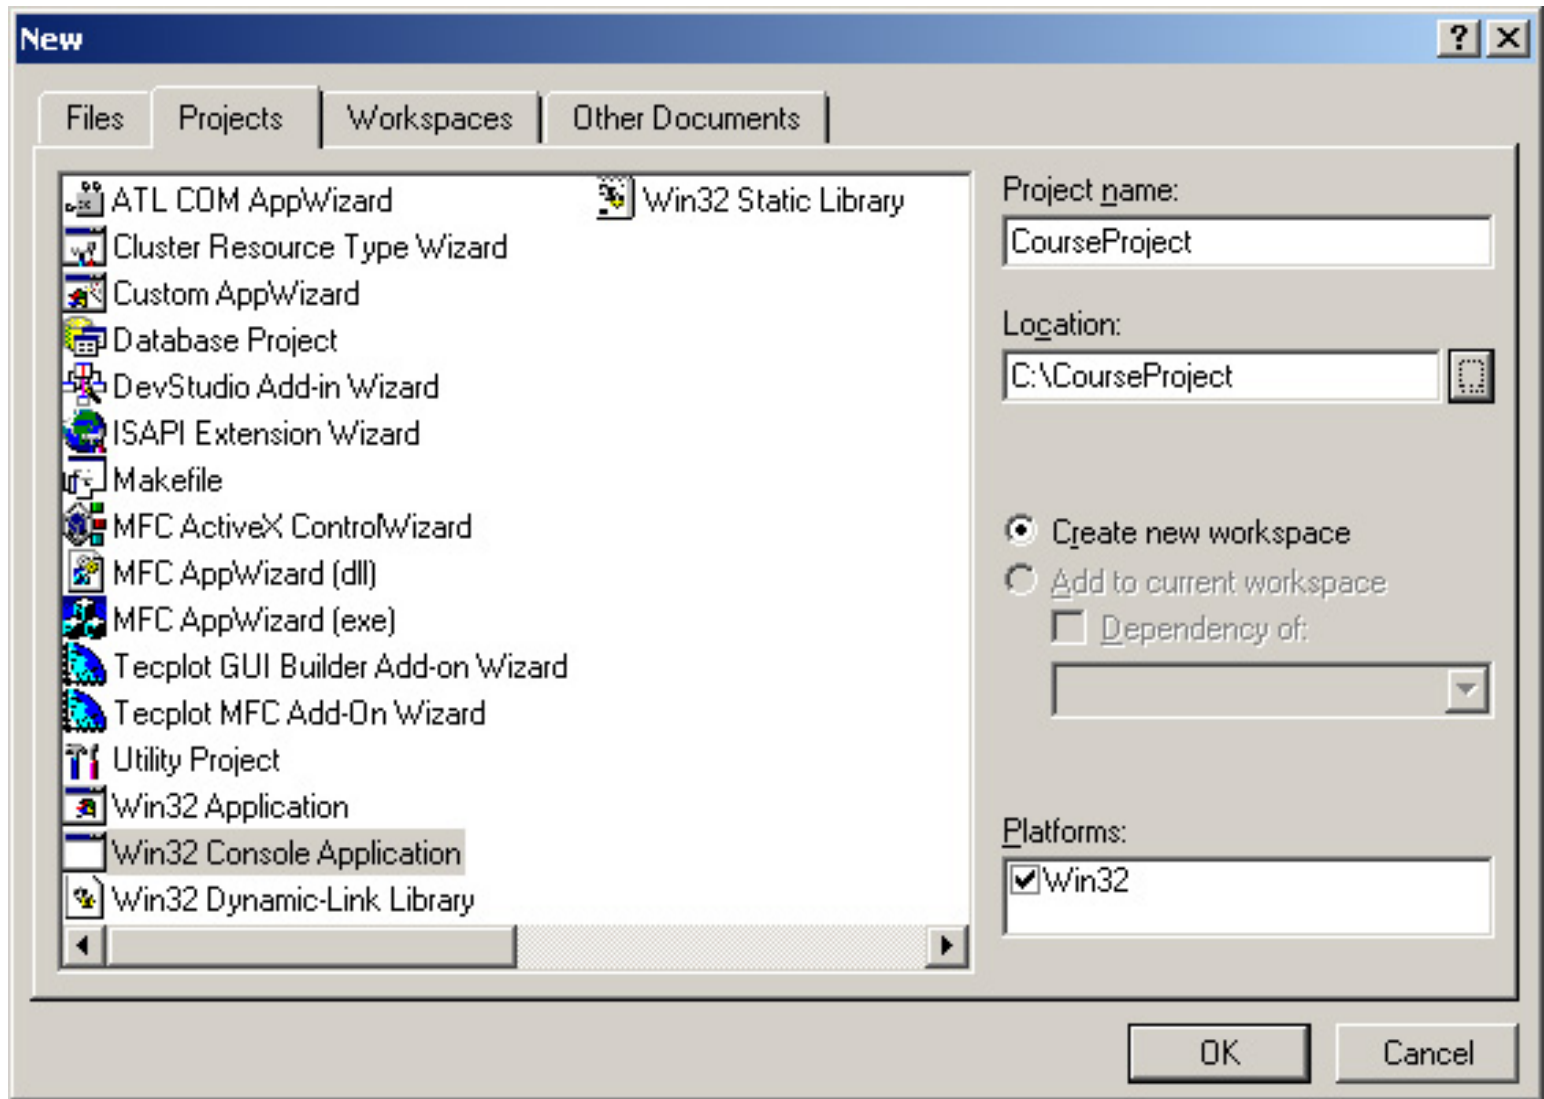 New
Files Projects Workspaces Other Documents
ATL COM AppWizard
Cluster Resource Type Wizard
Custom AppWizard
Database Project
DevStudio Add-in Wizard
ISAPI Extension Wizard
Makefile
MFC ActiveX ControlWizard
MFC AppWizard (dll)
MFC AppWizard (exe)
Tecplot GUI Builder Add-on Wizard
Tecplot MFC Add-On Wizard
Utility Project
Win32 Application
Win32 Console Application
Win32 Dynamic-Link Library
Win32 Static Library
Project name:
CourseProject
Location:
C:\CourseProject
...
Create new workspace
Add to current workspace
Dependency of:
Platforms:
Win32
OK Cancel